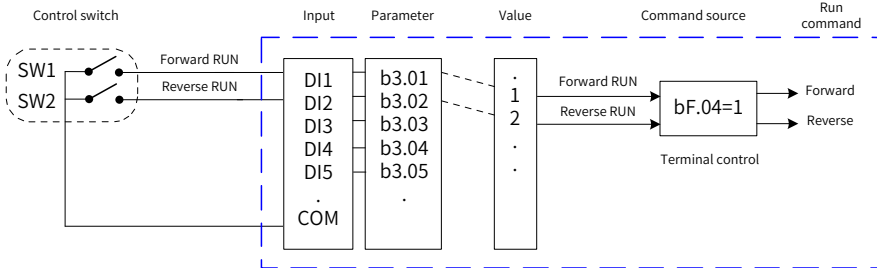 Control switch
Input
Parameter
Value
Command source
Run
command
SW1
SW2
Forward RUN
Reverse RUN
DI1
DI2
DI3
DI4
DI5
.
COM
b3.01
b3.02
b3.03
b3.04
b3.05
.
.
1
2
.
.
Forward RUN
Reverse RUN
bF.04=1
Terminal control
Forward
Reverse